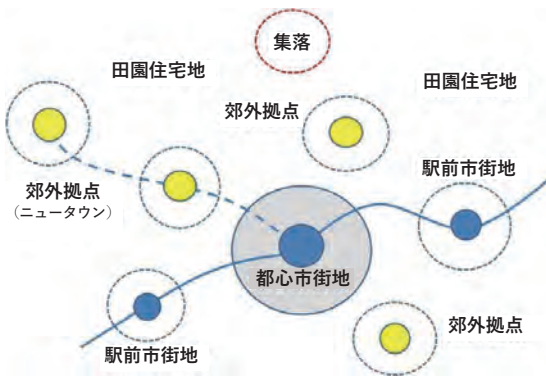 集落
田園住宅地
田園住宅地
郊外拠点
駅前市街地
郊外拠点
（ニュータウン）
都心市街地
郊外拠点
駅前市街地